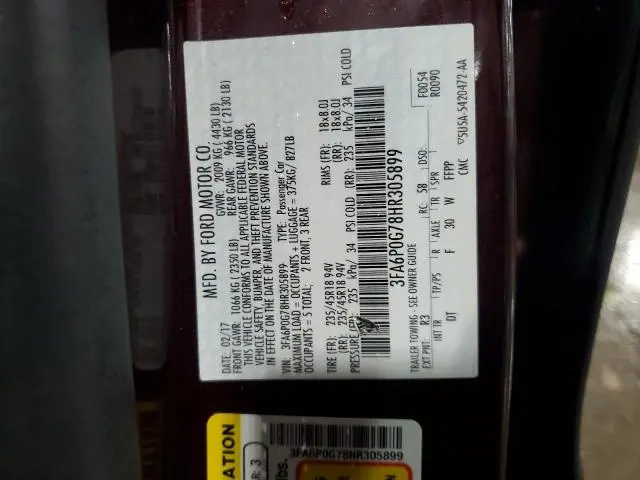 MFD. BY FORD MOTOR CO.
DATE: 02/17 GVWR: 2009 KG ( 4430 LB)
FRONT GAWR: 1066 KG ( 2350 LB) REAR GAWR: 966 KG ( 2130 LB)
THIS VEHICLE CONFORMS TO ALL APPLICABLE FEDERAL MOTOR
VEHICLE SAFETY, BUMPER, AND THEFT PREVENTION STANDARDS
IN EFFECT ON THE DATE OF MANUFACTURE SHOWN ABOVE.
VIN: 3FA6P0G78HR305899 TYPE: Passenger Car
MAXIMUM LOAD = OCCUPANTS + LUGGAGE = 375KG/ 827LB
OCCUPANTS = 5 TOTAL: 2 FRONT, 3 REAR
TIRE (FR): 235/45R18 94V RIMS (FR): 18x8.0J
(RR): 235/45R18 94V (RR): 18x8.0J
PRESSURE (FR): 235 kPa/ 34 PSI COLD (RR): 235 kPa/ 34 PSI COLD
3FA6P0G78HR305899
TRAILER TOWING - SEE OWNER GUIDE F0054
EXT PNT: R3 RC: 58 DSO: R0090
INT TR TP/PS R AXLE TR SPR
DT F 30 W FFPP
CMC ▽5USA-5420472-AA
ATION
R: 3
lbs.
3FA6P0G78HR305899